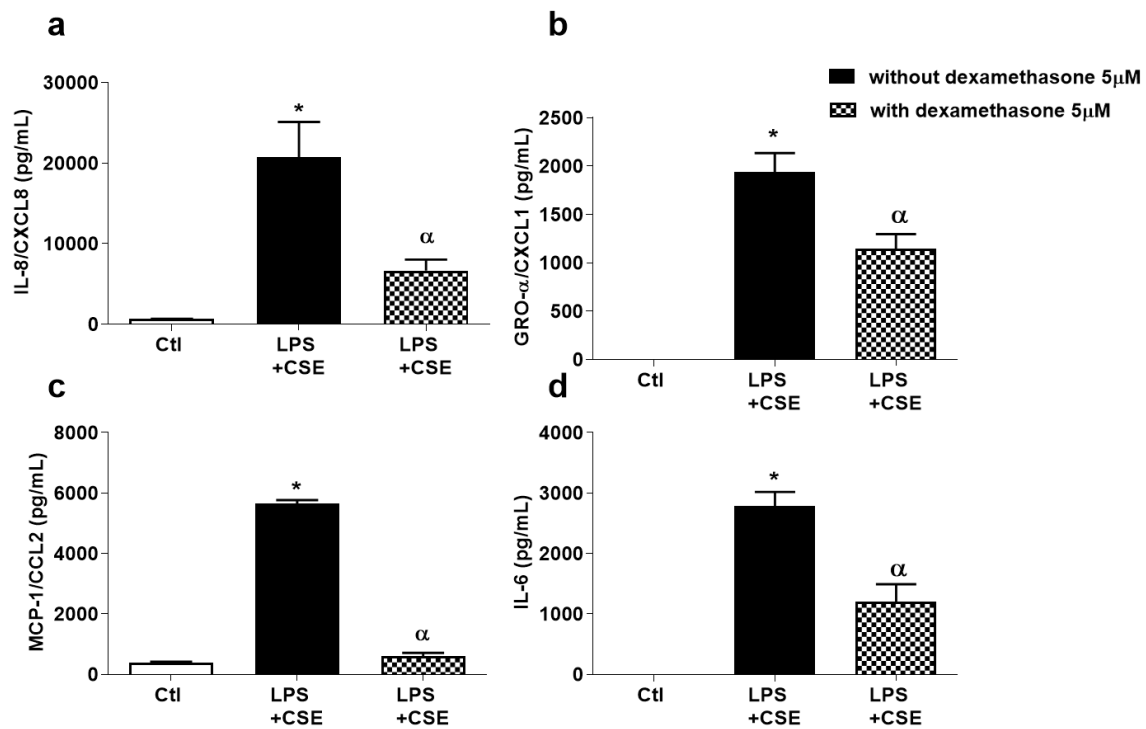 a
IL-8/CXCL8 (pg/mL)
30000
20000
10000
0
*
α
Ctl
LPS
+CSE
LPS
+CSE
b
without dexamethasone 5μM
with dexamethasone 5μM
GRO-α/CXCL1 (pg/mL)
2500
2000
1500
1000
500
0
*
α
Ctl
LPS
+CSE
LPS
+CSE
c
MCP-1/CCL2 (pg/mL)
8000
6000
4000
2000
0
*
α
Ctl
LPS
+CSE
LPS
+CSE
d
IL-6 (pg/mL)
4000
3000
2000
1000
0
*
α
Ctl
LPS
+CSE
LPS
+CSE